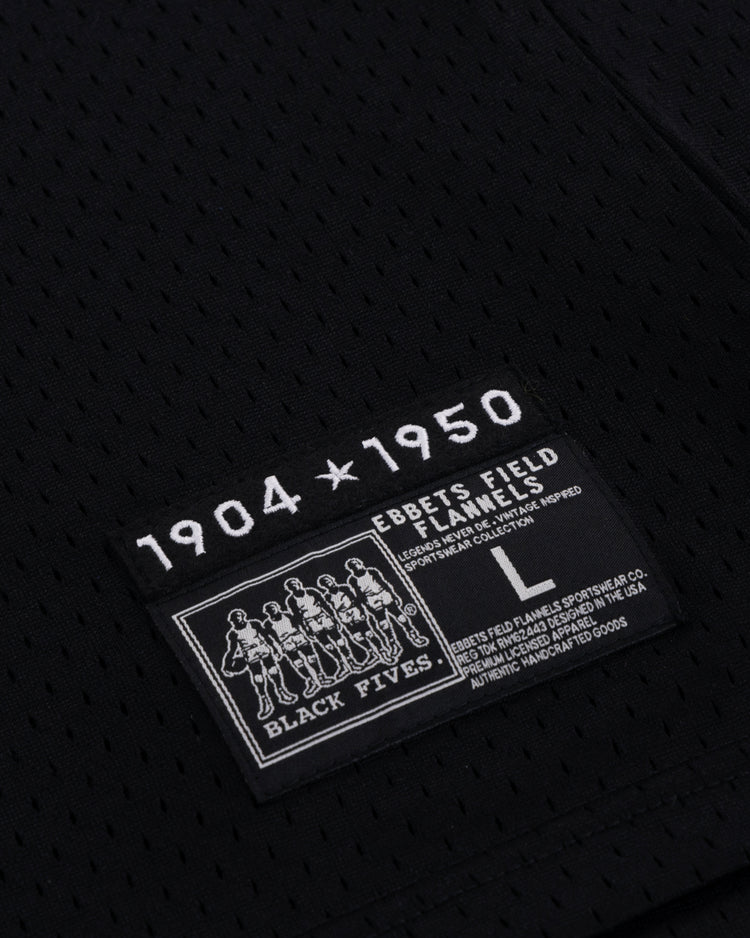 1904 ★ 1950
EBBETS FIELD
FLANNELS
LEGENDS NEVER DIE, VINTAGE INSPIRED
SPORTSWEAR COLLECTION
L
EBBETS FIELD FLANNELS SPORTSWEAR CO.
REG TDK RN162443 DESIGNED IN THE USA
PREMIUM LICENSED APPAREL
AUTHENTIC HANDCRAFTED GOODS
®
BLACK FIVES.